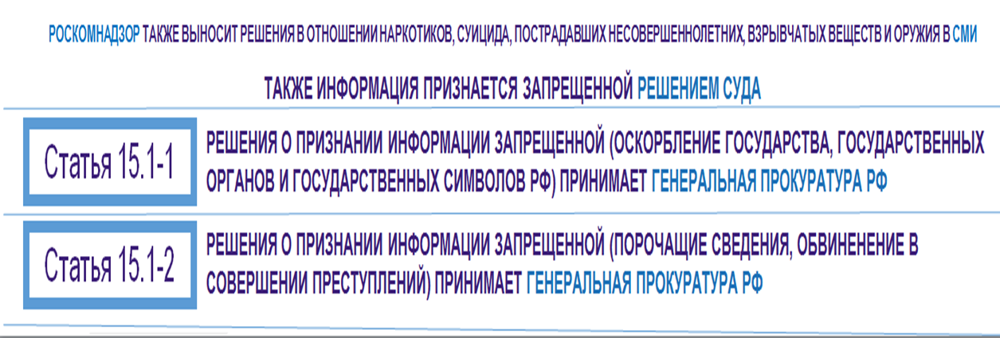 РОСКОМНАДЗОР ТАКЖЕ ВЫНОСИТ РЕШЕНИЯ В ОТНОШЕНИИ НАРКОТИКОВ, СУИЦИДА, ПОСТРАДАВШИХ НЕСОВЕРШЕННОЛЕТНИХ, ВЗРЫВЧАТЫХ ВЕЩЕСТВ И ОРУЖИЯ В СМИ
ТАКЖЕ ИНФОРМАЦИЯ ПРИЗНАЕТСЯ ЗАПРЕЩЕННОЙ РЕШЕНИЕМ СУДА
Статья 15.1-1
РЕШЕНИЯ О ПРИЗНАНИИ ИНФОРМАЦИИ ЗАПРЕЩЕННОЙ (ОСКОРБЛЕНИЕ ГОСУДАРСТВА, ГОСУДАРСТВЕННЫХ
ОРГАНОВ И ГОСУДАРСТВЕННЫХ СИМВОЛОВ РФ) ПРИНИМАЕТ ГЕНЕРАЛЬНАЯ ПРОКУРАТУРА РФ
Статья 15.1-2
РЕШЕНИЯ О ПРИЗНАНИИ ИНФОРМАЦИИ ЗАПРЕЩЕННОЙ (ПОРОЧАЩИЕ СВЕДЕНИЯ, ОБВИНЕНЕНИЕ В
СОВЕРШЕНИИ ПРЕСТУПЛЕНИЙ) ПРИНИМАЕТ ГЕНЕРАЛЬНАЯ ПРОКУРАТУРА РФ